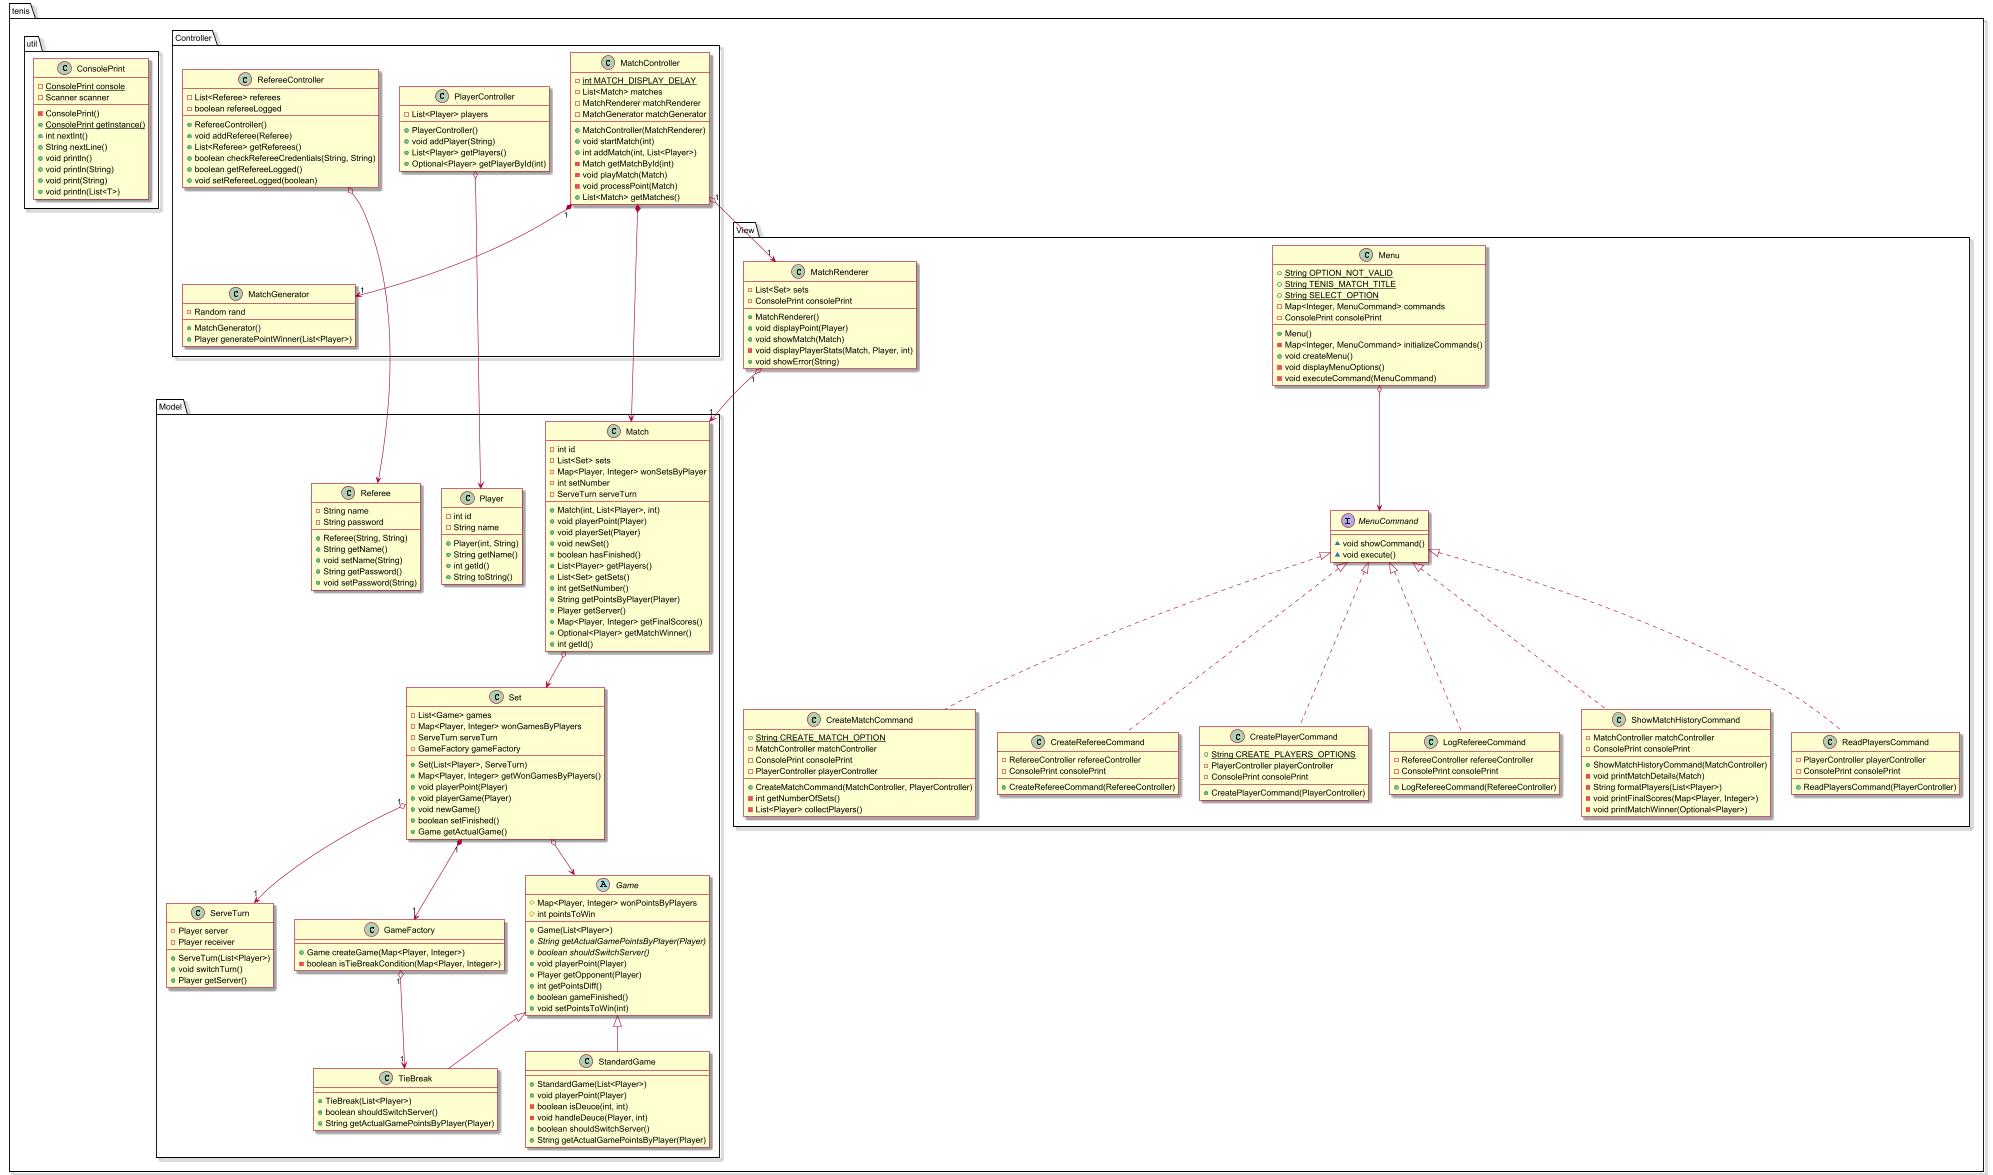 tenis
util
ConsolePrint
ConsolePrint console
Scanner scanner
ConsolePrint()
ConsolePrint getInstance()
int nextInt()
String nextLine()
void println()
void println(String)
void print(String)
void println(List<T>)
Controller
RefereeController
List<Referee> referees
boolean refereeLogged
RefereeController()
void addReferee(Referee)
List<Referee> getReferees()
boolean checkRefereeCredentials(String, String)
boolean getRefereeLogged()
void setRefereeLogged(boolean)
PlayerController
List<Player> players
PlayerController()
void addPlayer(String)
List<Player> getPlayers()
Optional<Player> getPlayerById(int)
MatchController
int MATCH_DISPLAY_DELAY
List<Match> matches
MatchRenderer matchRenderer
MatchGenerator matchGenerator
MatchController(MatchRenderer)
void startMatch(int)
int addMatch(int, List<Player>)
Match getMatchById(int)
void playMatch(Match)
void processPoint(Match)
List<Match> getMatches()
1
1
1
1
MatchGenerator
Random rand
MatchGenerator()
Player generatePointWinner(List<Player>)
View
MatchRenderer
List<Set> sets
ConsolePrint consolePrint
MatchRenderer()
void displayPoint(Player)
void showMatch(Match)
void displayPlayerStats(Match, Player, int)
void showError(String)
1
1
Menu
String OPTION_NOT_VALID
String TENIS_MATCH_TITLE
String SELECT_OPTION
Map<Integer, MenuCommand> commands
ConsolePrint consolePrint
Menu()
Map<Integer, MenuCommand> initializeCommands()
void createMenu()
void displayMenuOptions()
void executeCommand(MenuCommand)
MenuCommand
void showCommand()
void execute()
CreateMatchCommand
String CREATE_MATCH_OPTION
MatchController matchController
ConsolePrint consolePrint
PlayerController playerController
CreateMatchCommand(MatchController, PlayerController)
int getNumberOfSets()
List<Player> collectPlayers()
CreateRefereeCommand
RefereeController refereeController
ConsolePrint consolePrint
CreateRefereeCommand(RefereeController)
CreatePlayerCommand
String CREATE_PLAYERS_OPTIONS
PlayerController playerController
ConsolePrint consolePrint
CreatePlayerCommand(PlayerController)
LogRefereeCommand
RefereeController refereeController
ConsolePrint consolePrint
LogRefereeCommand(RefereeController)
ShowMatchHistoryCommand
MatchController matchController
ConsolePrint consolePrint
ShowMatchHistoryCommand(MatchController)
void printMatchDetails(Match)
String formatPlayers(List<Player>)
void printFinalScores(Map<Player, Integer>)
void printMatchWinner(Optional<Player>)
ReadPlayersCommand
PlayerController playerController
ConsolePrint consolePrint
ReadPlayersCommand(PlayerController)
Model
Referee
String name
String password
Referee(String, String)
String getName()
void setName(String)
String getPassword()
void setPassword(String)
Player
int id
String name
Player(int, String)
String getName()
int getId()
String toString()
Match
int id
List<Set> sets
Map<Player, Integer> wonSetsByPlayer
int setNumber
ServeTurn serveTurn
Match(int, List<Player>, int)
void playerPoint(Player)
void playerSet(Player)
void newSet()
boolean hasFinished()
List<Player> getPlayers()
List<Set> getSets()
int getSetNumber()
String getPointsByPlayer(Player)
Player getServer()
Map<Player, Integer> getFinalScores()
Optional<Player> getMatchWinner()
int getId()
Set
List<Game> games
Map<Player, Integer> wonGamesByPlayers
ServeTurn serveTurn
GameFactory gameFactory
Set(List<Player>, ServeTurn)
Map<Player, Integer> getWonGamesByPlayers()
void playerPoint(Player)
void playerGame(Player)
void newGame()
boolean setFinished()
Game getActualGame()
1
1
1
1
ServeTurn
Player server
Player receiver
ServeTurn(List<Player>)
void switchTurn()
Player getServer()
GameFactory
Game createGame(Map<Player, Integer>)
boolean isTieBreakCondition(Map<Player, Integer>)
1
1
Game
Map<Player, Integer> wonPointsByPlayers
int pointsToWin
Game(List<Player>)
String getActualGamePointsByPlayer(Player)
boolean shouldSwitchServer()
void playerPoint(Player)
Player getOpponent(Player)
int getPointsDiff()
boolean gameFinished()
void setPointsToWin(int)
TieBreak
TieBreak(List<Player>)
boolean shouldSwitchServer()
String getActualGamePointsByPlayer(Player)
StandardGame
StandardGame(List<Player>)
void playerPoint(Player)
boolean isDeuce(int, int)
void handleDeuce(Player, int)
boolean shouldSwitchServer()
String getActualGamePointsByPlayer(Player)